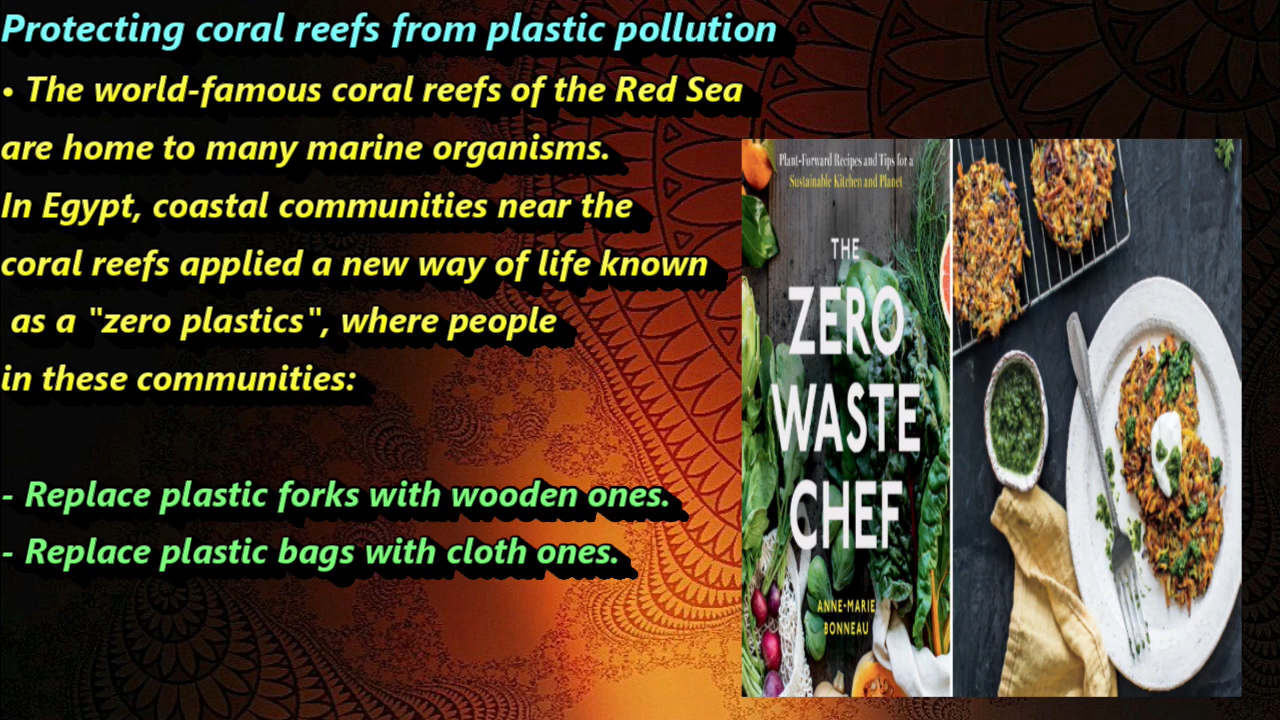 Protecting coral reefs from plastic pollution
• The world-famous coral reefs of the Red Sea
are home to many marine organisms.
In Egypt, coastal communities near the
coral reefs applied a new way of life known
as a "zero plastics", where people
in these communities:
- Replace plastic forks with wooden ones.
- Replace plastic bags with cloth ones.
Plant-Forward Recipes and Tips for a
Sustainable Kitchen and Planet
THE
ZERO
WASTE
CHEF
ANNE-MARIE
BONNEAU